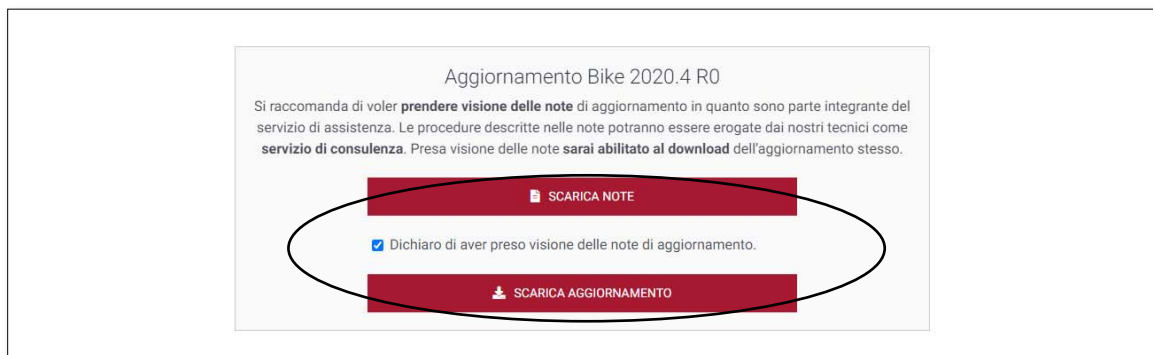 Aggiornamento Bike 2020.4 R0
Si raccomanda di voler prendere visione delle note di aggiornamento in quanto sono parte integrante del
servizio di assistenza. Le procedure descritte nelle note potranno essere erogate dai nostri tecnici come
servizio di consulenza. Presa visione delle note sarai abilitato al download dell'aggiornamento stesso.
SCARICA NOTE
Dichiaro di aver preso visione delle note di aggiornamento.
SCARICA AGGIORNAMENTO